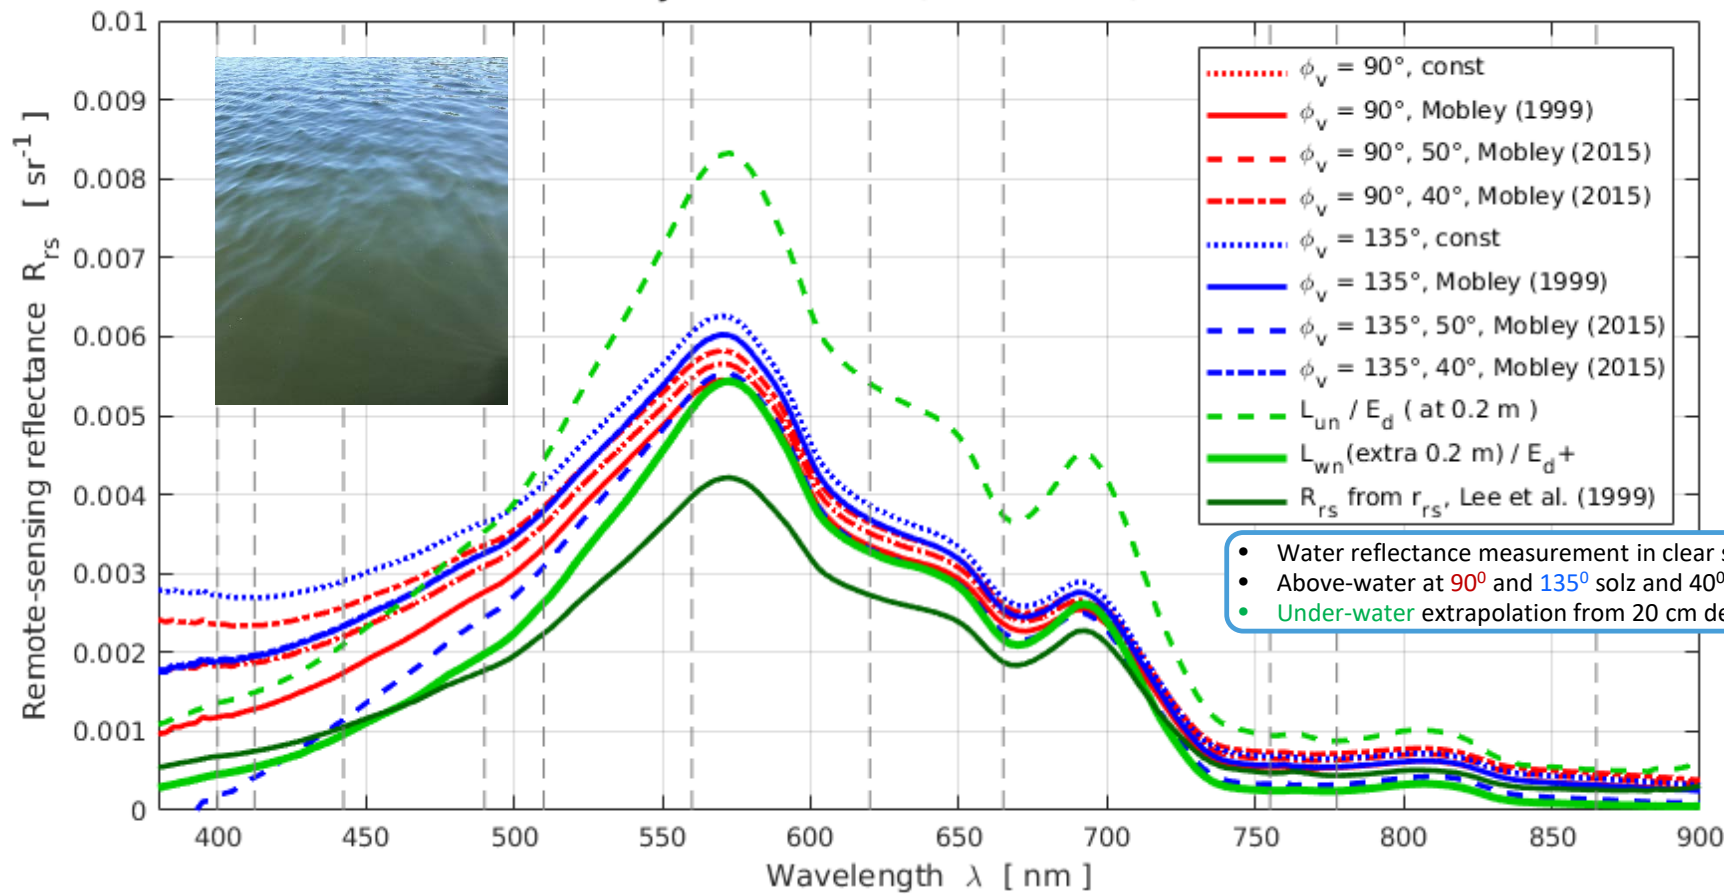 0.01
0.009
0.008
0.007
0.006
0.005
0.004
0.003
0.002
0.001
0
Remote-sensing reflectance R_rs [ sr^-1 ]
400 450 500 550 600 650 700 750 800 850 900
Wavelength λ [ nm ]
ϕ_v = 90°, const
ϕ_v = 90°, Mobley (1999)
ϕ_v = 90°, 50°, Mobley (2015)
ϕ_v = 90°, 40°, Mobley (2015)
ϕ_v = 135°, const
ϕ_v = 135°, Mobley (1999)
ϕ_v = 135°, 50°, Mobley (2015)
ϕ_v = 135°, 40°, Mobley (2015)
L_un / E_d ( at 0.2 m )
L_wn(extra 0.2 m) / E_d+
R_rs from r_rs, Lee et al. (1999)
• Water reflectance measurement in clear s
• Above-water at 90⁰ and 135⁰ solz and 40⁰
• Under-water extrapolation from 20 cm de